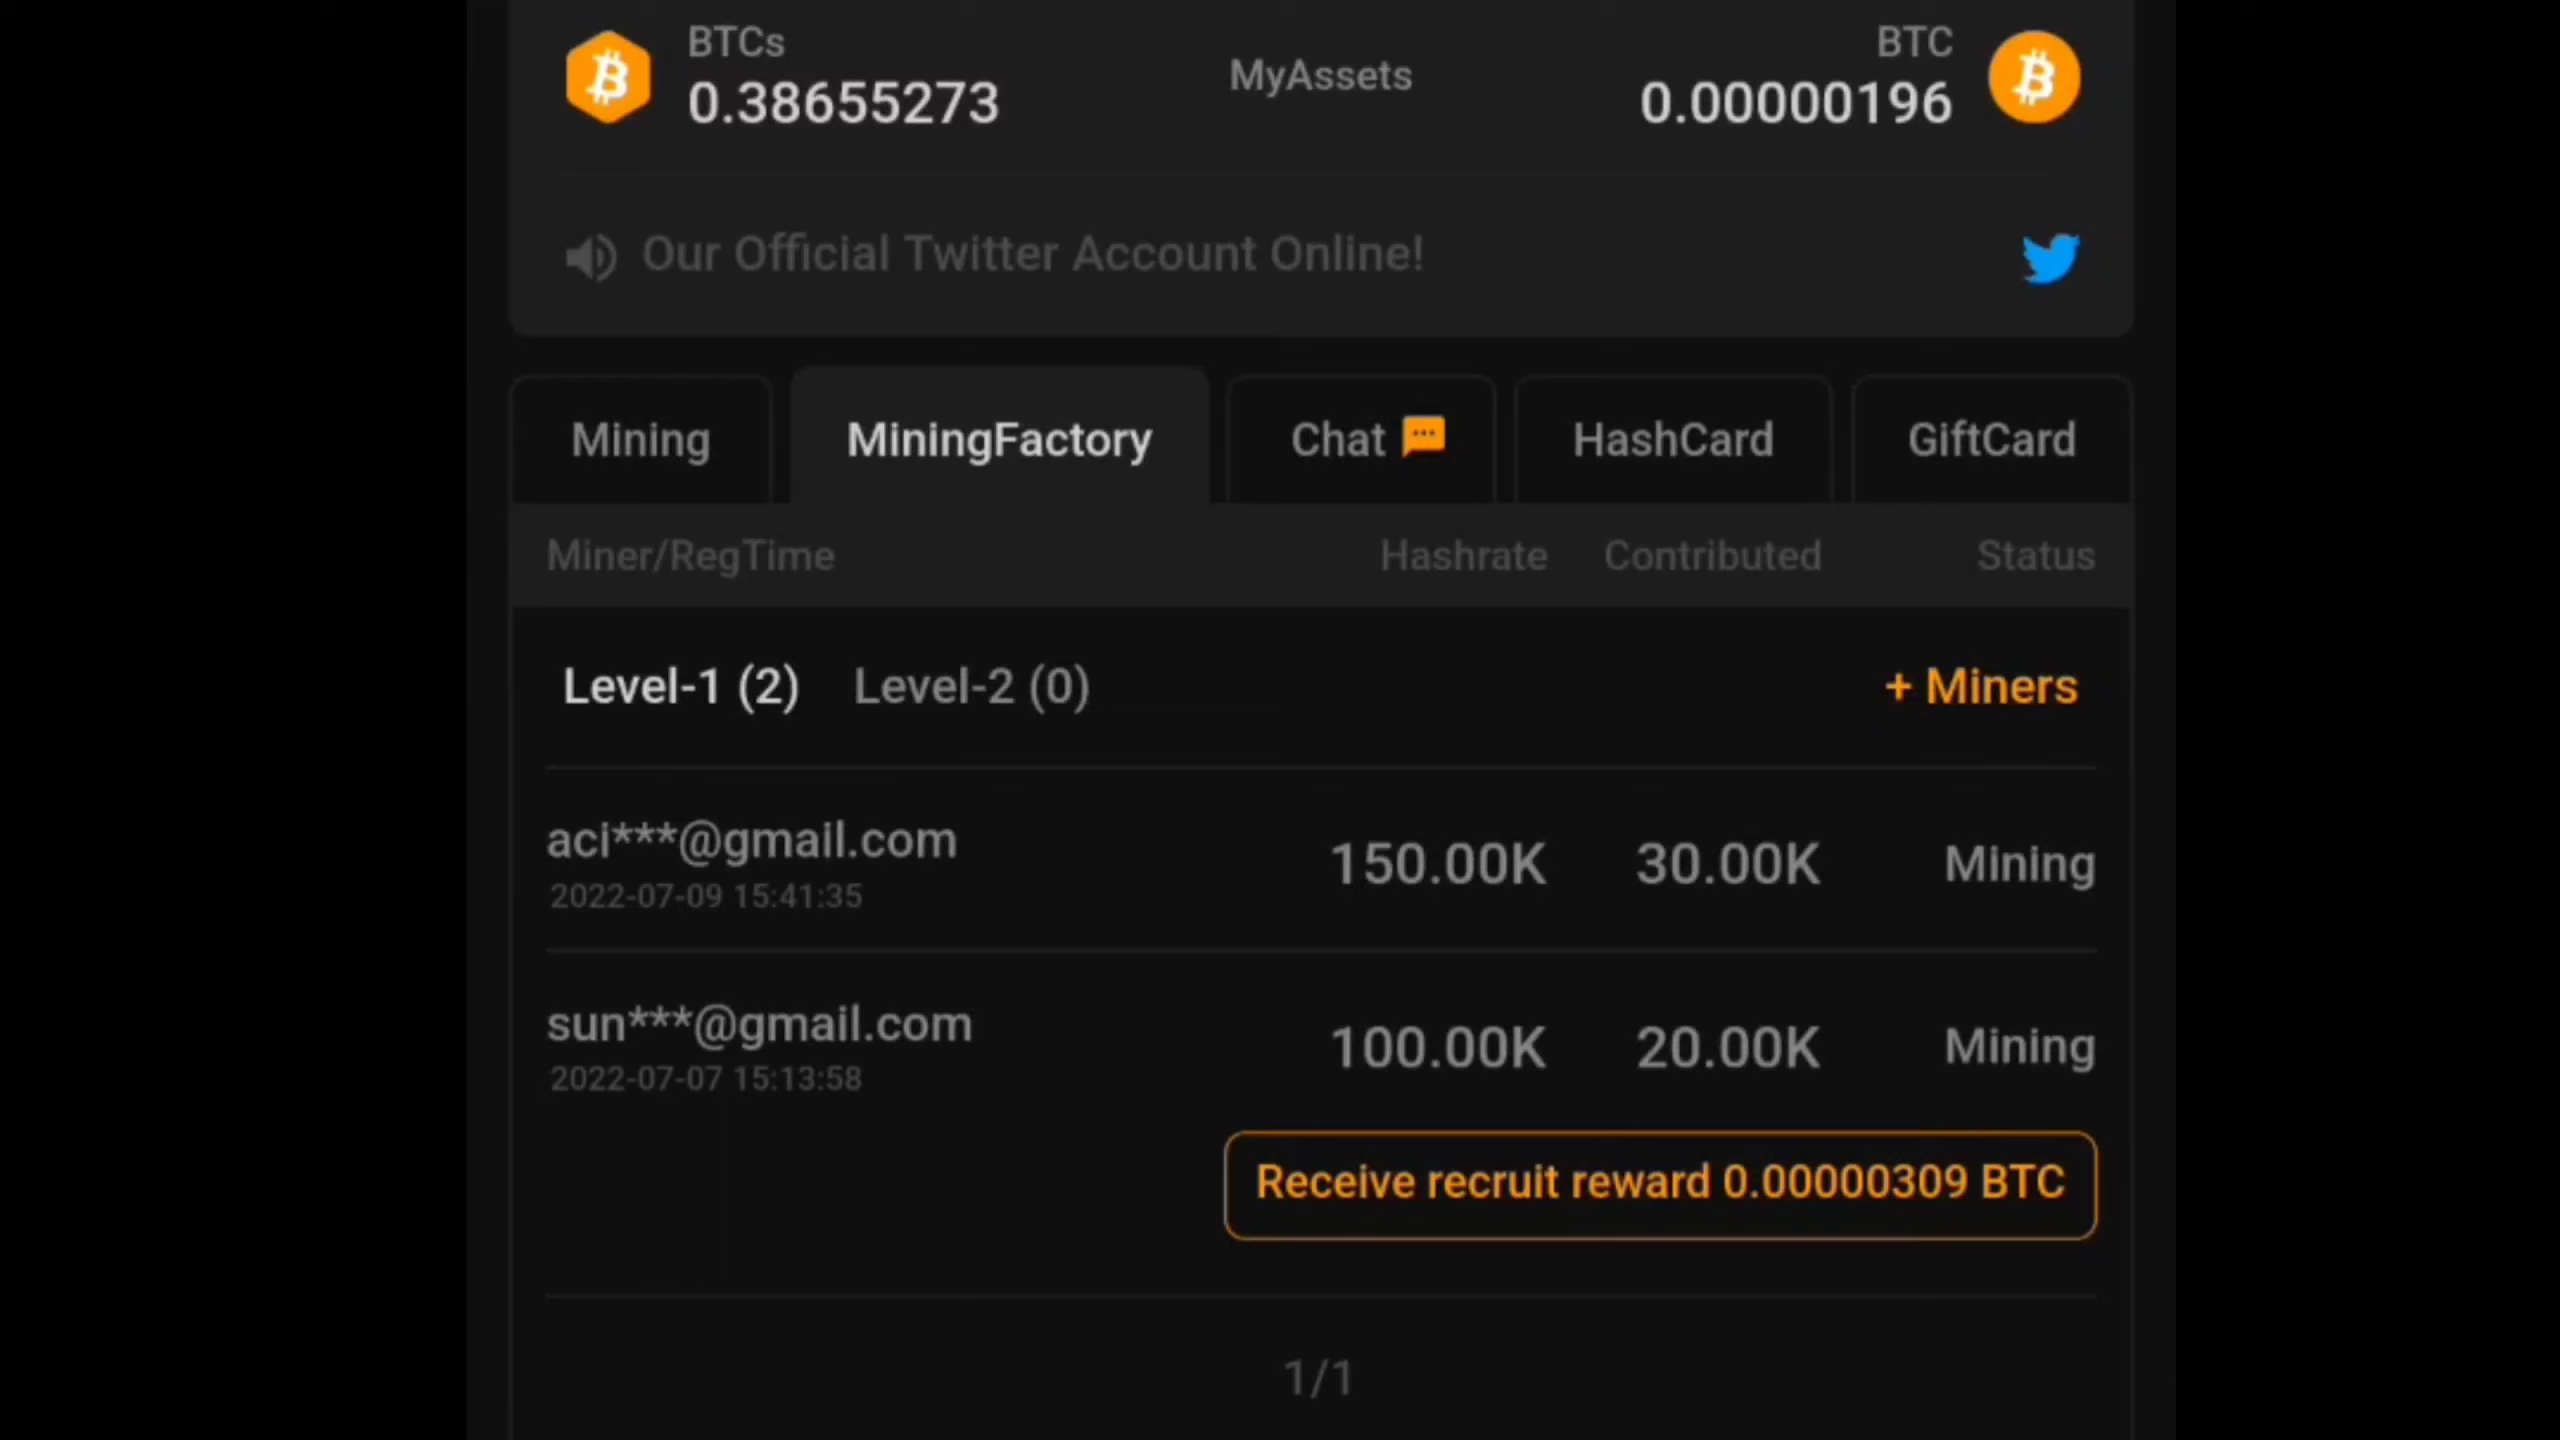 BTCs
0.38655273
MyAssets
BTC
0.00000196
Our Official Twitter Account Online!
Mining
MiningFactory
Chat
HashCard
GiftCard
Miner/RegTime
Hashrate
Contributed
Status
Level-1 (2)
Level-2 (0)
+ Miners
aci***@gmail.com
2022-07-09 15:41:35
150.00K
30.00K
Mining
sun***@gmail.com
2022-07-07 15:13:58
100.00K
20.00K
Mining
Receive recruit reward 0.00000309 BTC
1/1